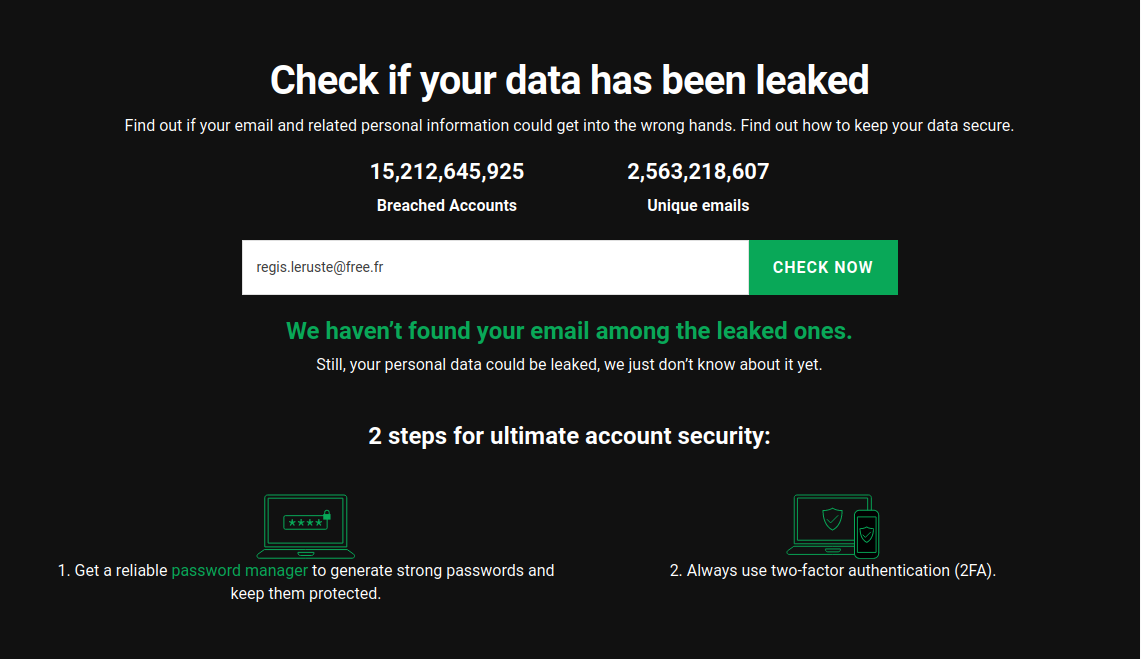 Check if your data has been leaked
Find out if your email and related personal information could get into the wrong hands. Find out how to keep your data secure.
15,212,645,925 2,563,218,607
Breached Accounts Unique emails
regis.leruste@free.fr CHECK NOW
We haven’t found your email among the leaked ones.
Still, your personal data could be leaked, we just don’t know about it yet.
2 steps for ultimate account security:
****
1. Get a reliable password manager to generate strong passwords and
keep them protected.
2. Always use two-factor authentication (2FA).